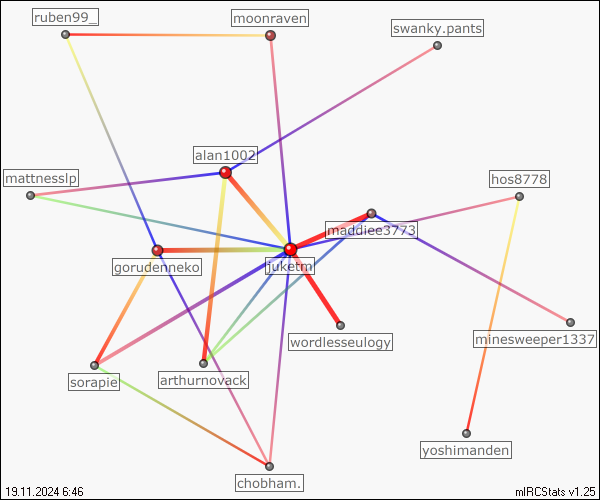 ruben99_
moonraven
swanky.pants
alan1002
mattnesslp
hos8778
maddiee3773
gorudenneko
juketm
wordlesseulogy
minesweeper1337
sorapie
arthurnovack
yoshimanden
chobham.
19.11.2024 6:46
mIRCStats v1.25